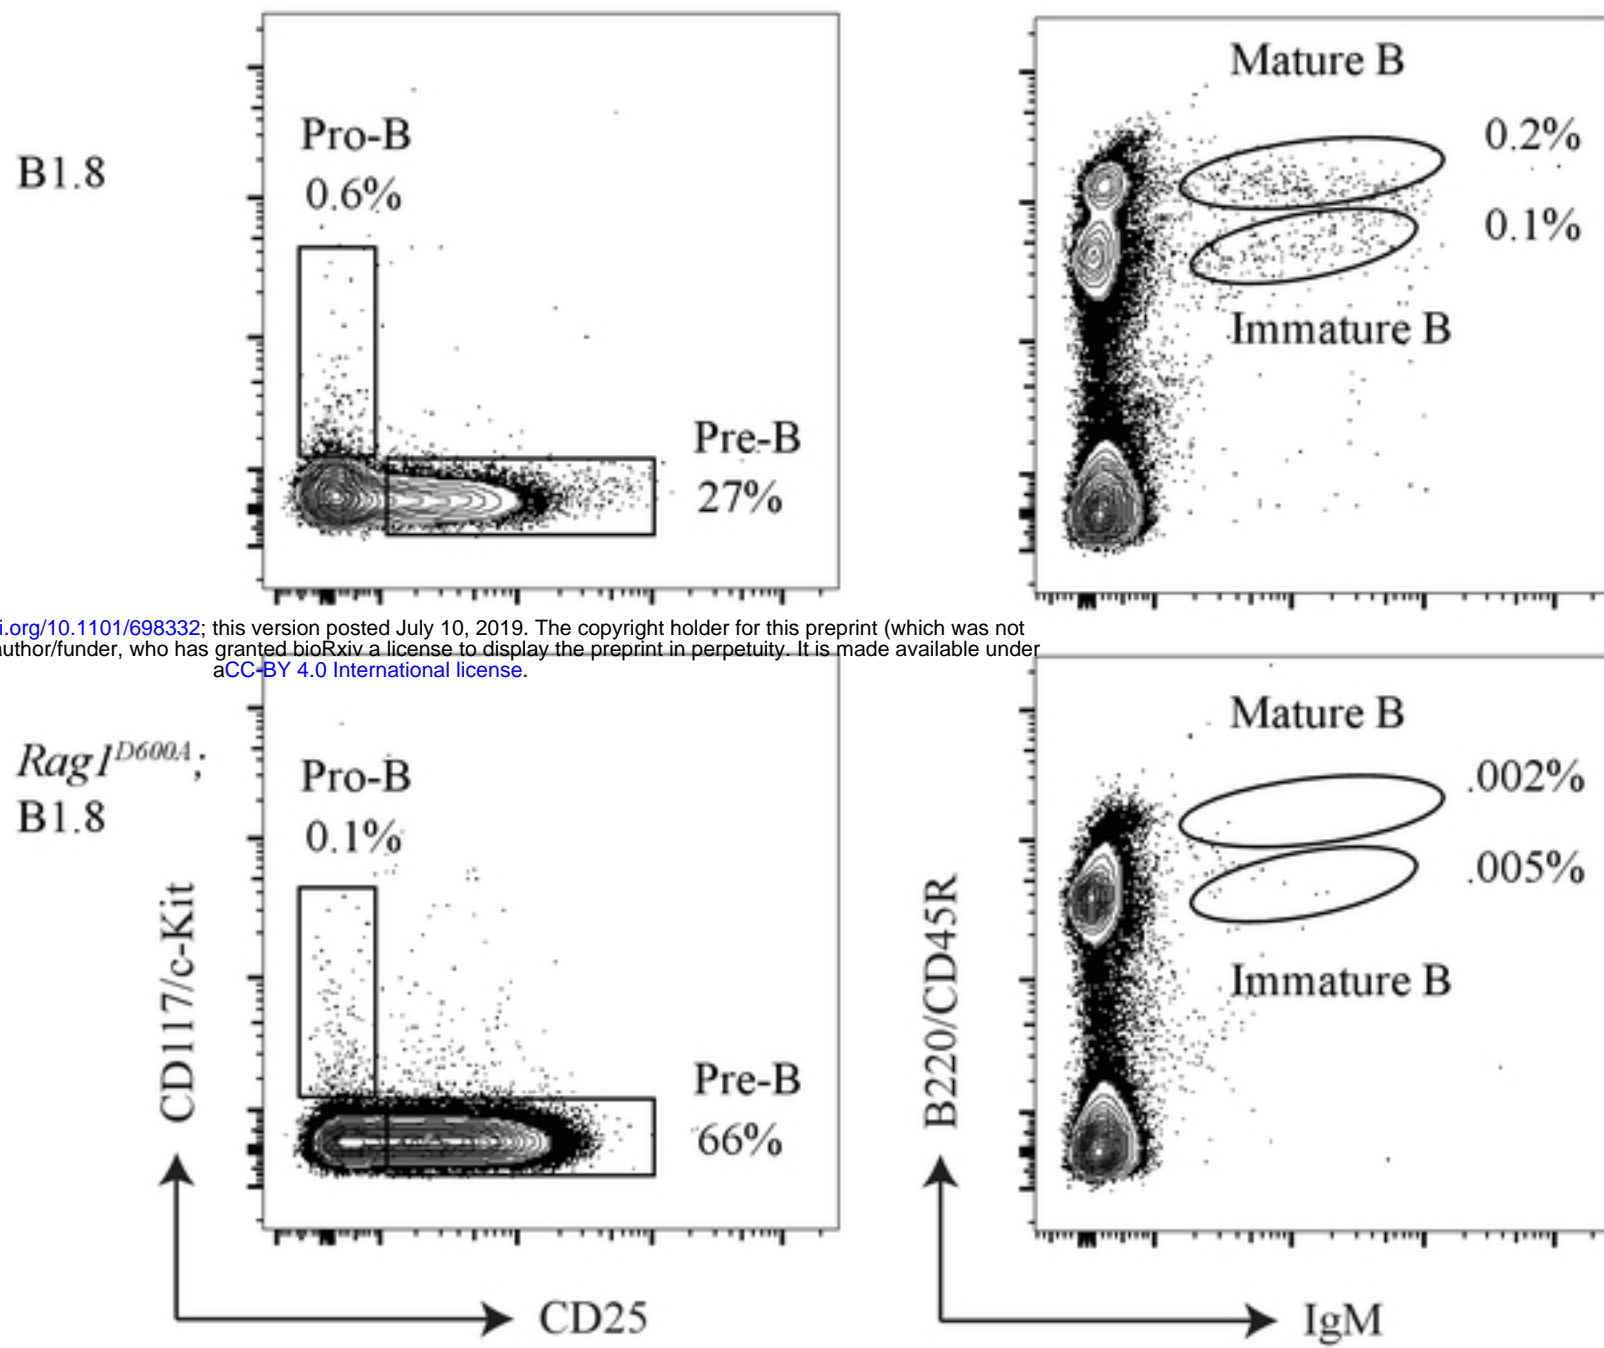 B1.8
Pro-B
0.6%
Pre-B
27%
Mature B
0.2%
0.1%
Immature B
i.org/10.1101/698332; this version posted July 10, 2019. The copyright holder for this preprint (which was not
author/funder, who has granted bioRxiv a license to display the preprint in perpetuity. It is made available under
aCC-BY 4.0 International license.
Rag1D600A;
B1.8
Pro-B
0.1%
Pre-B
66%
CD117/c-Kit
CD25
Mature B
.002%
.005%
Immature B
B220/CD45R
IgM